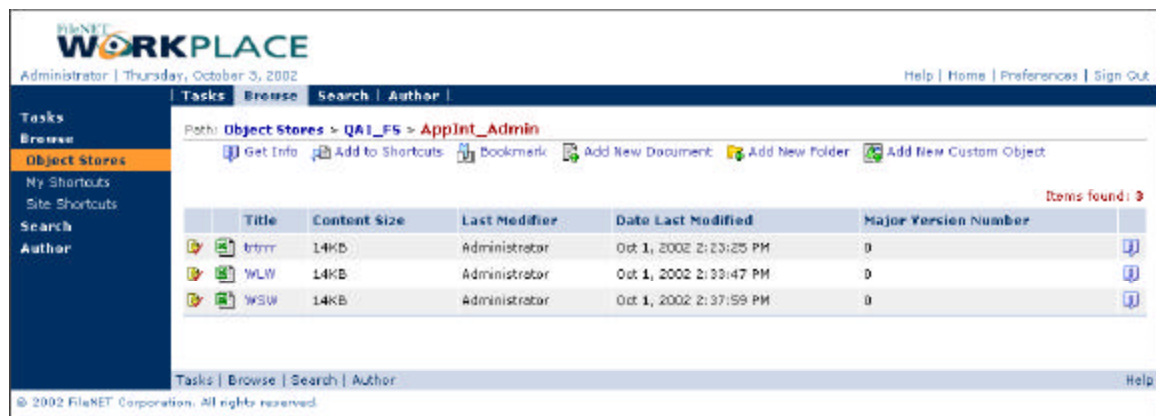 FileNET
WORKPLACE
Administrator | Thursday, October 3, 2002
Help | Home | Preferences | Sign Out
Tasks | Browse | Search | Author |
Tasks
Browse
Object Stores
My Shortcuts
Site Shortcuts
Search
Author
Path: Object Stores > QA1_FS > AppInt_Admin
Get Info Add to Shortcuts Bookmark Add New Document Add New Folder Add New Custom Object
Items found: 3
Title Content Size Last Modifier Date Last Modified Major Version Number
14KB Administrator Oct 1, 2002 2:23:25 PM 0
WLW 14KB Administrator Oct 1, 2002 2:33:47 PM 0
WSW 14KB Administrator Oct 1, 2002 2:37:59 PM 0
Tasks | Browse | Search | Author
Help
© 2002 FileNET Corporation. All rights reserved.